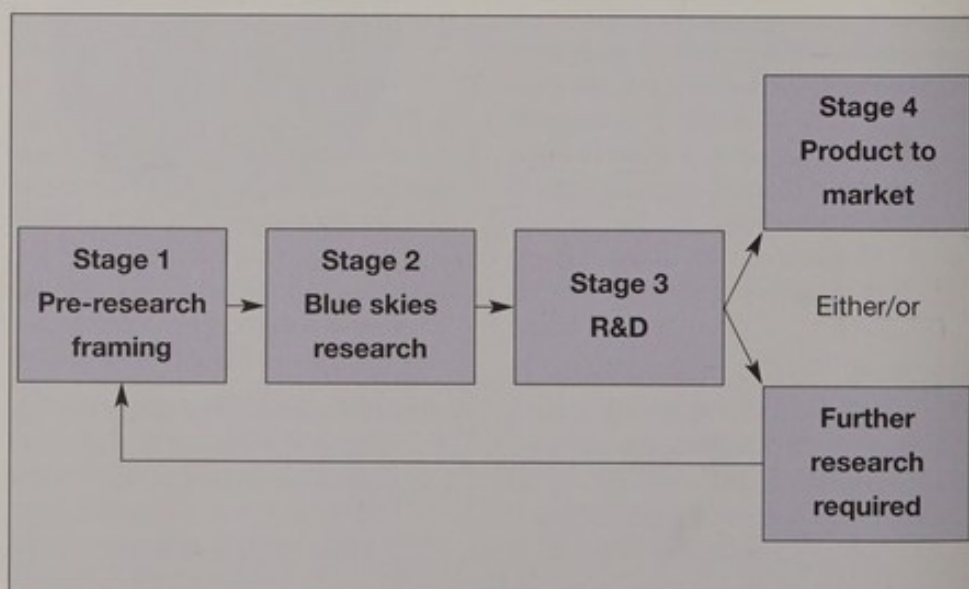 Stage 1
Pre-research
framing
Stage 2
Blue skies
research
Stage 3
R&D
Stage 4
Product to
market
Either/or
Further
research
required